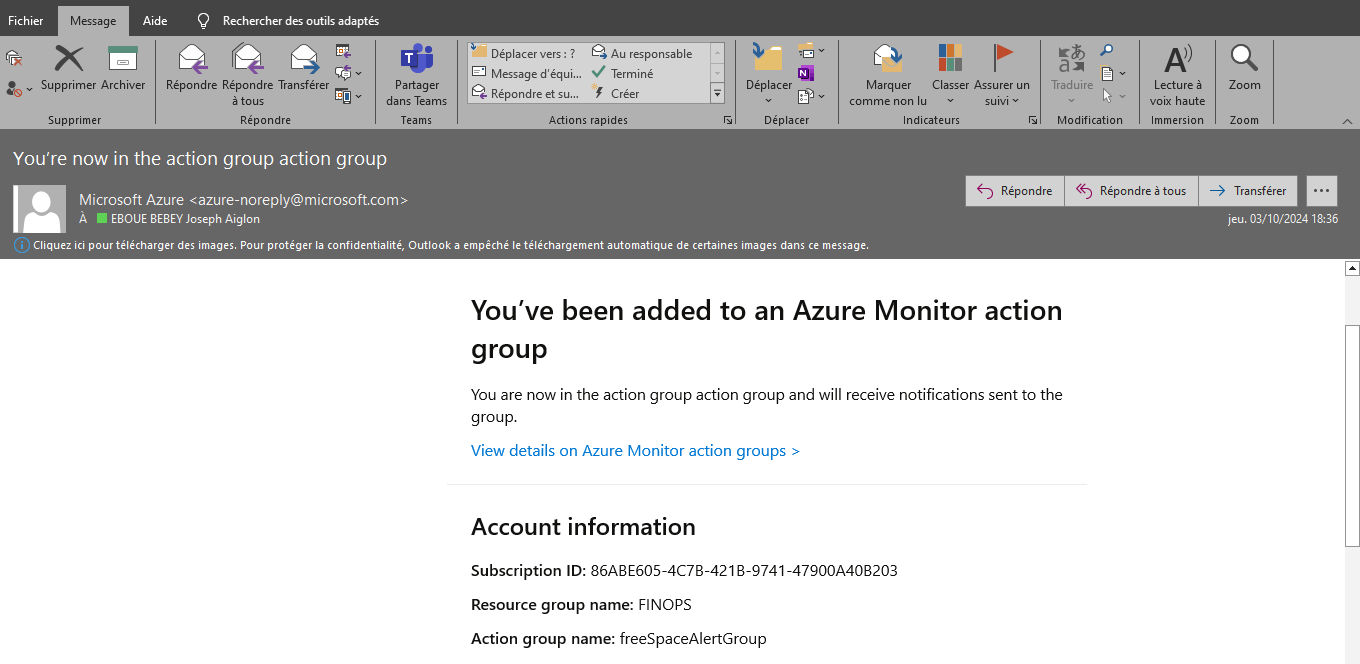 Fichier Message Aide Rechercher des outils adaptés
Supprimer Archiver
Répondre Répondre à tous Transférer
Partager dans Teams
Déplacer vers : ? Au responsable
Message d'équi... Terminé
Répondre et su... Créer
Déplacer
Marquer comme non lu Classer Assurer un suivi
Traduire
Lecture à voix haute
Zoom
Supprimer Répondre Teams Actions rapides Déplacer Indicateurs Modification Immersion Zoom
You're now in the action group action group
Microsoft Azure <azure-noreply@microsoft.com>
Répondre Répondre à tous Transférer
À EBOUE BEBEY Joseph Aiglon
jeu. 03/10/2024 18:36
Cliquez ici pour télécharger des images. Pour protéger la confidentialité, Outlook a empêché le téléchargement automatique de certaines images dans ce message.
You've been added to an Azure Monitor action
group
You are now in the action group action group and will receive notifications sent to the
group.
View details on Azure Monitor action groups >
Account information
Subscription ID: 86ABE605-4C7B-421B-9741-47900A40B203
Resource group name: FINOPS
Action group name: freeSpaceAlertGroup